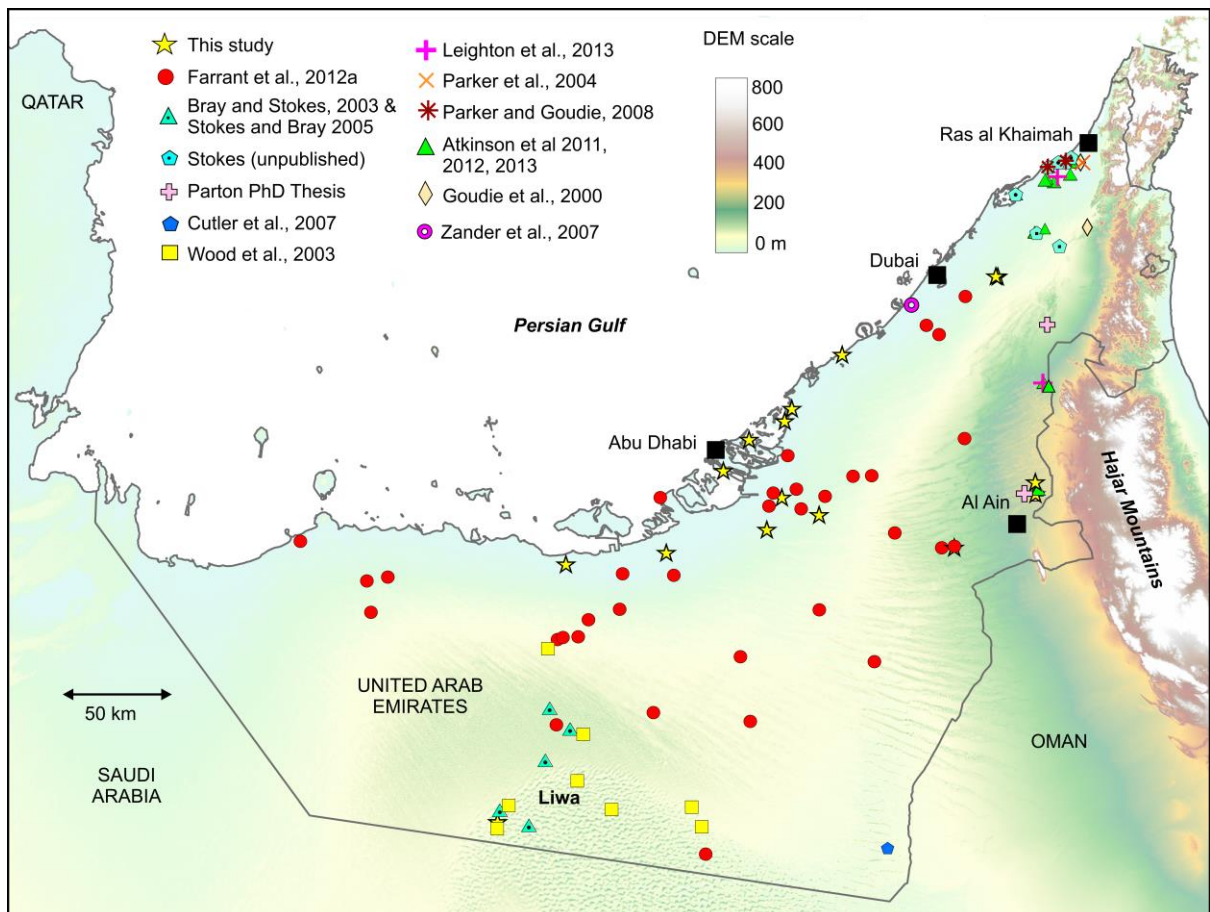 This study
Farrant et al., 2012a
Bray and Stokes, 2003 &
Stokes and Bray 2005
Stokes (unpublished)
Parton PhD Thesis
Cutler et al., 2007
Wood et al., 2003
Leighton et al., 2013
Parker et al., 2004
Parker and Goudie, 2008
Atkinson et al 2011,
2012, 2013
Goudie et al., 2000
Zander et al., 2007
DEM scale
800
600
400
200
0 m
QATAR
Ras al Khaimah
Dubai
Persian Gulf
Abu Dhabi
Al Ain
Hajar Mountains
50 km
UNITED ARAB
EMIRATES
OMAN
SAUDI
ARABIA
Liwa